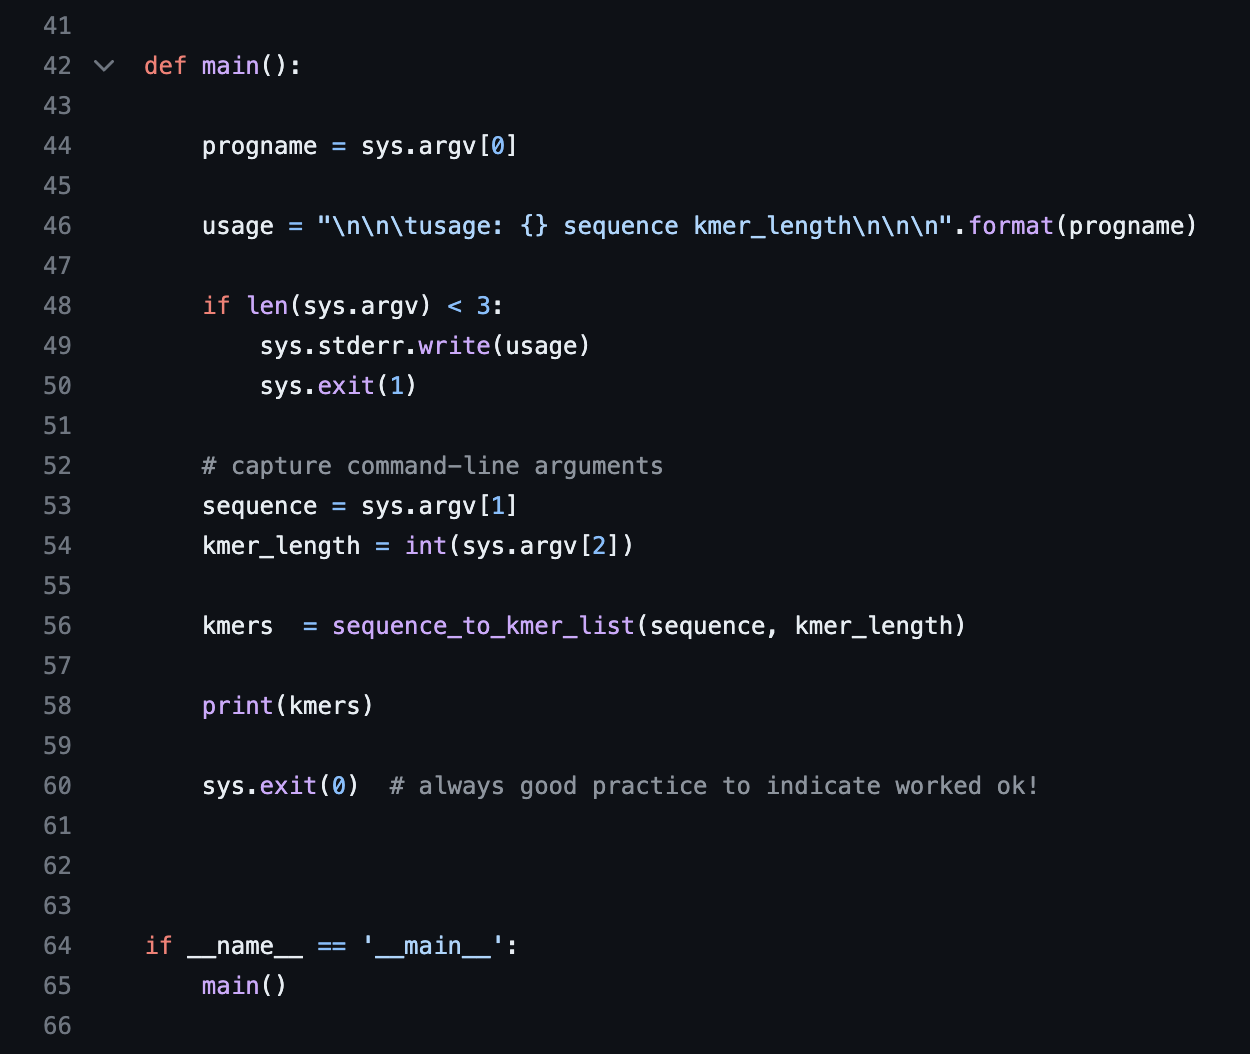 41
42 def main():
43
44     progname = sys.argv[0]
45
46     usage = "\n\n\tusage: {} sequence kmer_length\n\n\n".format(progname)
47
48     if len(sys.argv) < 3:
49         sys.stderr.write(usage)
50         sys.exit(1)
51
52     # capture command-line arguments
53     sequence = sys.argv[1]
54     kmer_length = int(sys.argv[2])
55
56     kmers  = sequence_to_kmer_list(sequence, kmer_length)
57
58     print(kmers)
59
60     sys.exit(0)  # always good practice to indicate worked ok!
61
62
63
64 if __name__ == '__main__':
65     main()
66